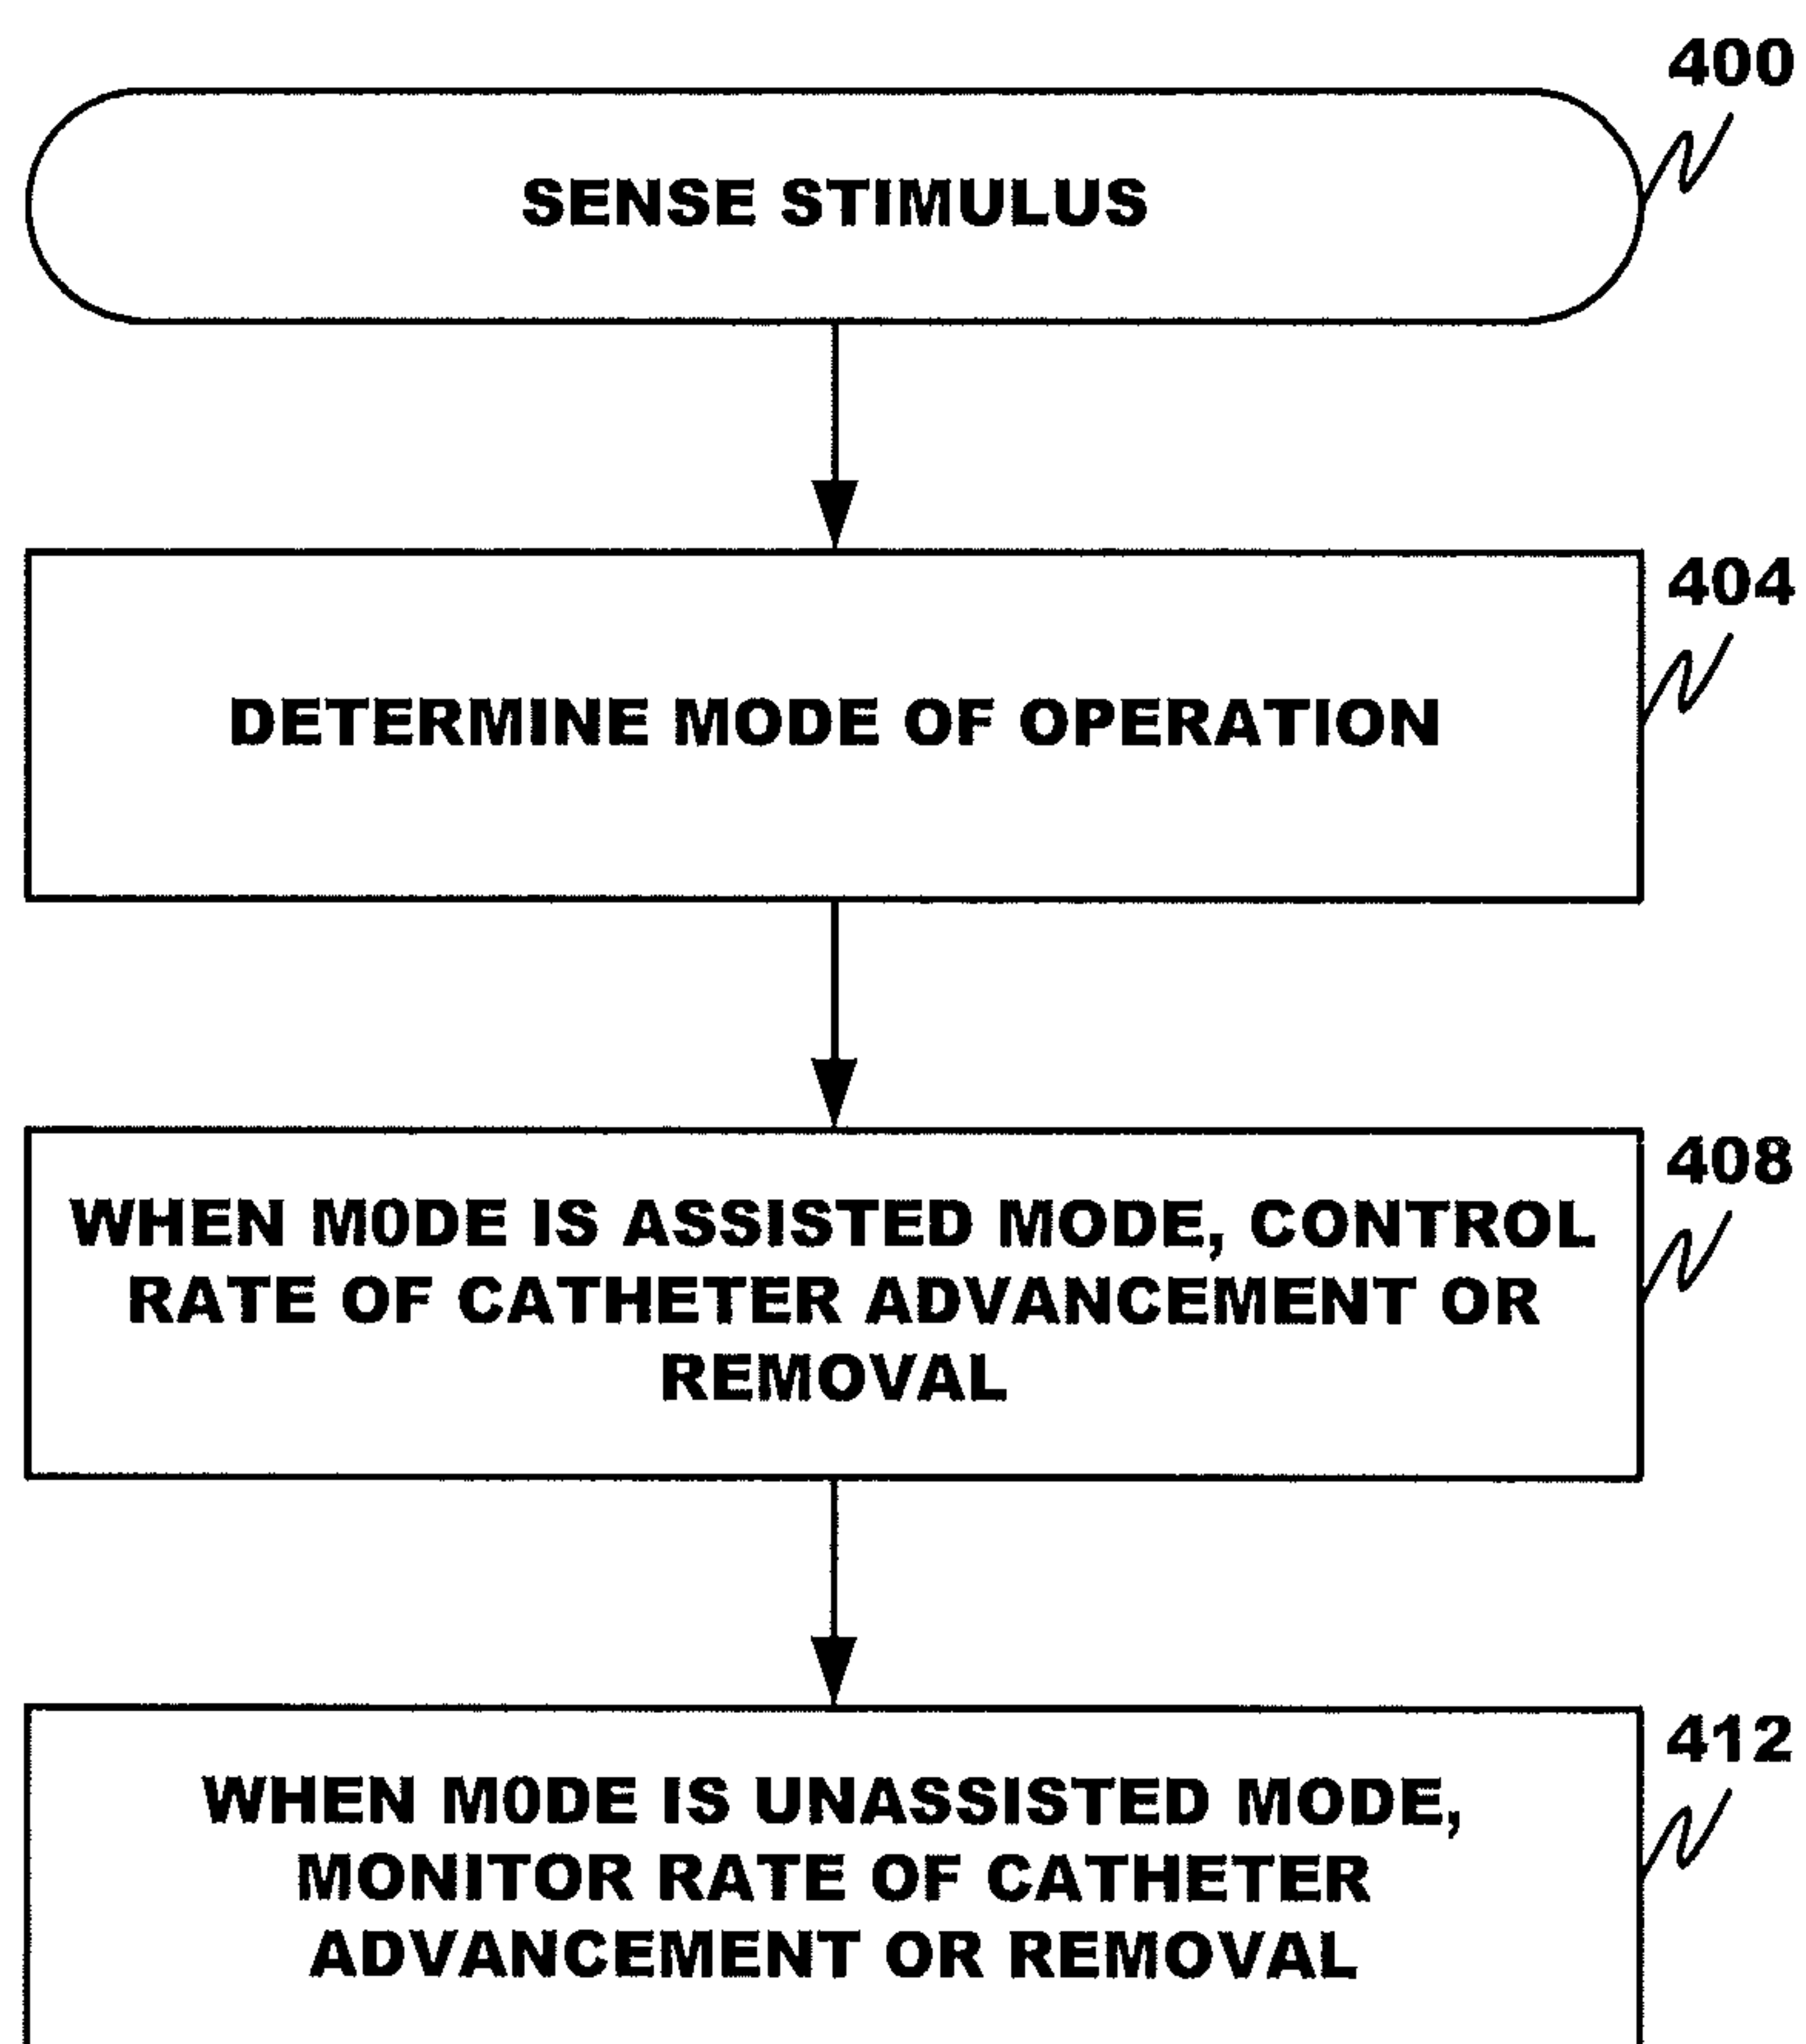 400
SENSE STIMULUS
404
DETERMINE MODE OF OPERATION
408
WHEN M0DE IS ASSISTED MODE, CONTROL
RATE OF CATHETER ADVANCEMENT OR
REMOVAL
412
WHEN M0DE IS UNASSISTED MODE,
MONITOR RATE OF CATHETER
ADVANCEMENT OR REMOVAL